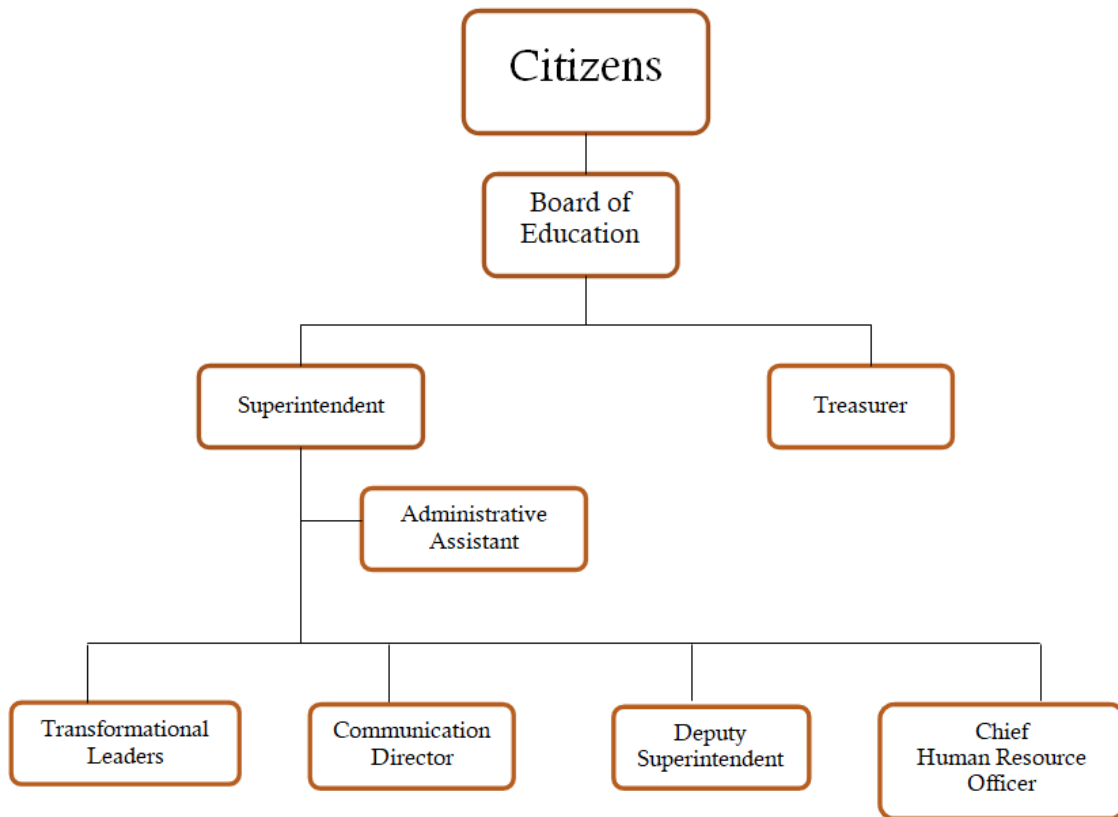 Citizens
Board of
Education
Superintendent
Treasurer
Administrative
Assistant
Transformational
Leaders
Communication
Director
Deputy
Superintendent
Chief
Human Resource
Officer